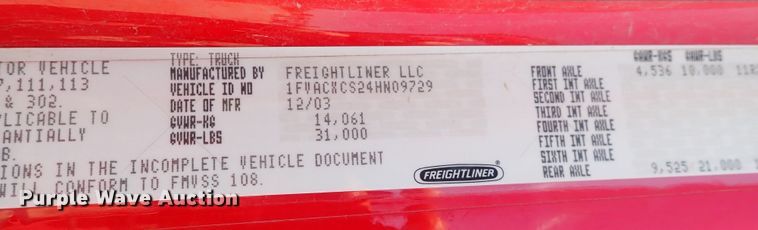 TYPE: TRUCK
MANUFACTURED BY FREIGHTLINER LLC
VEHICLE ID NO 1FVACXCS24HN09729
DATE OF MFR 12/03
GVWR-KG 14,061
GVWR-LBS 31,000
TOR VEHICLE
7,111,113
& 302.
PLICABLE TO
ANTIALLY
B.
IONS IN THE INCOMPLETE VEHICLE DOCUMENT
WILL CONFORM TO FMVSS 108.
FREIGHTLINER
GAWR-KGS GAWR-LBS
FRONT AXLE 4,536 10,000 11R2
FIRST INT AXLE
SECOND INT AXLE
THIRD INT AXLE
FOURTH INT AXLE
FIFTH INT AXLE
SIXTH INT AXLE
REAR AXLE 9,525 21,000 1
Purple Wave Auction